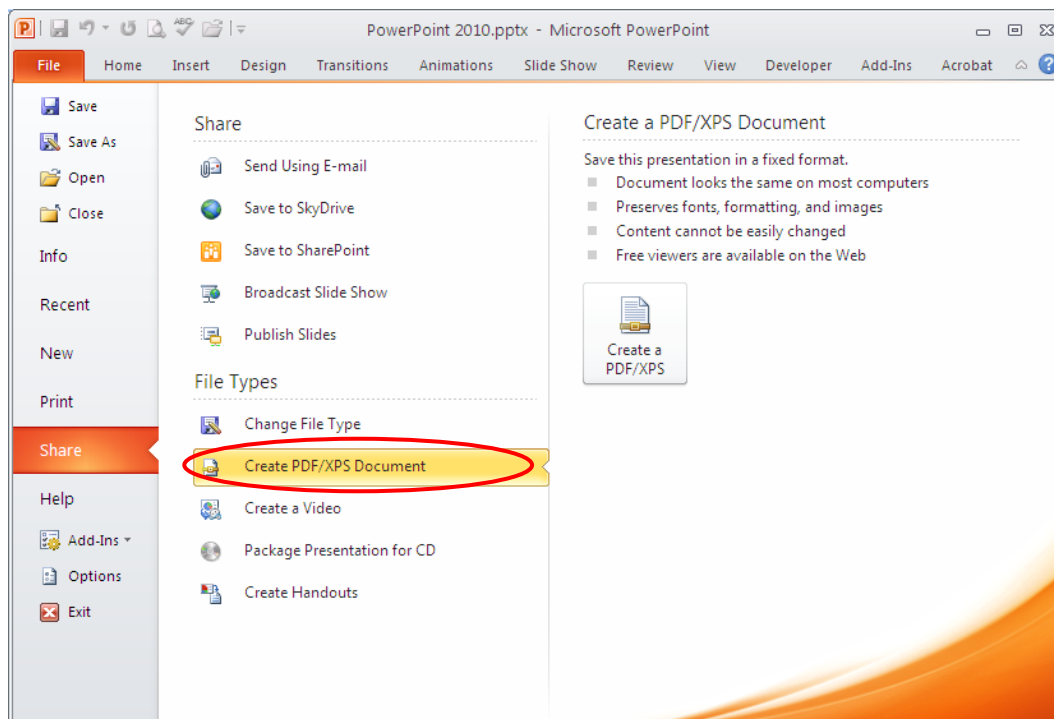 PowerPoint 2010.pptx - Microsoft PowerPoint
File Home Insert Design Transitions Animations Slide Show Review View Developer Add-Ins Acrobat
Save
Save As
Open
Close
Info
Recent
New
Print
Share
Help
Add-Ins
Options
Exit
Share
Send Using E-mail
Save to SkyDrive
Save to SharePoint
Broadcast Slide Show
Publish Slides
File Types
Change File Type
Create PDF/XPS Document
Create a Video
Package Presentation for CD
Create Handouts
Create a PDF/XPS Document
Save this presentation in a fixed format.
Document looks the same on most computers
Preserves fonts, formatting, and images
Content cannot be easily changed
Free viewers are available on the Web
Create a
PDF/XPS